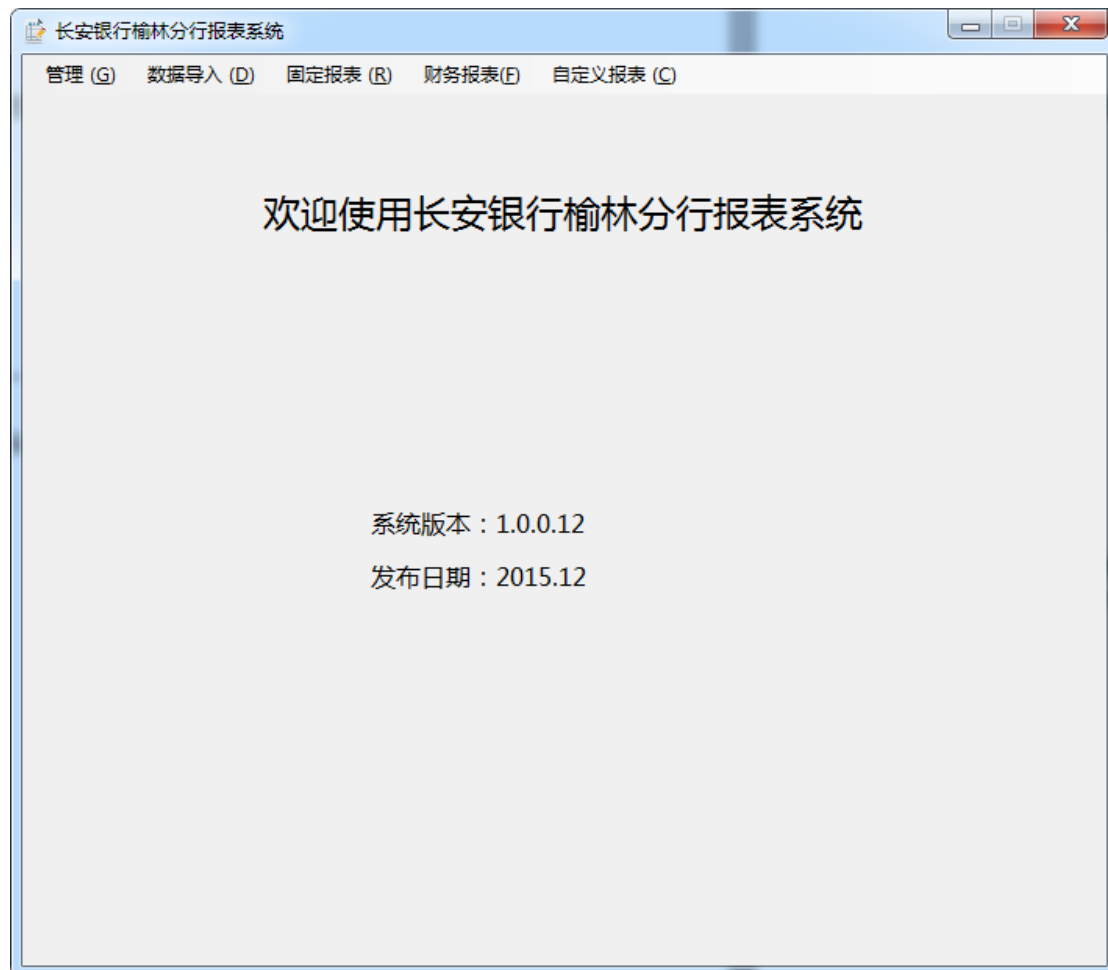 长安银行榆林分行报表系统
管理 (G) 数据导入 (D) 固定报表 (R) 财务报表(F) 自定义报表 (C)
欢迎使用长安银行榆林分行报表系统
系统版本：1.0.0.12
发布日期：2015.12